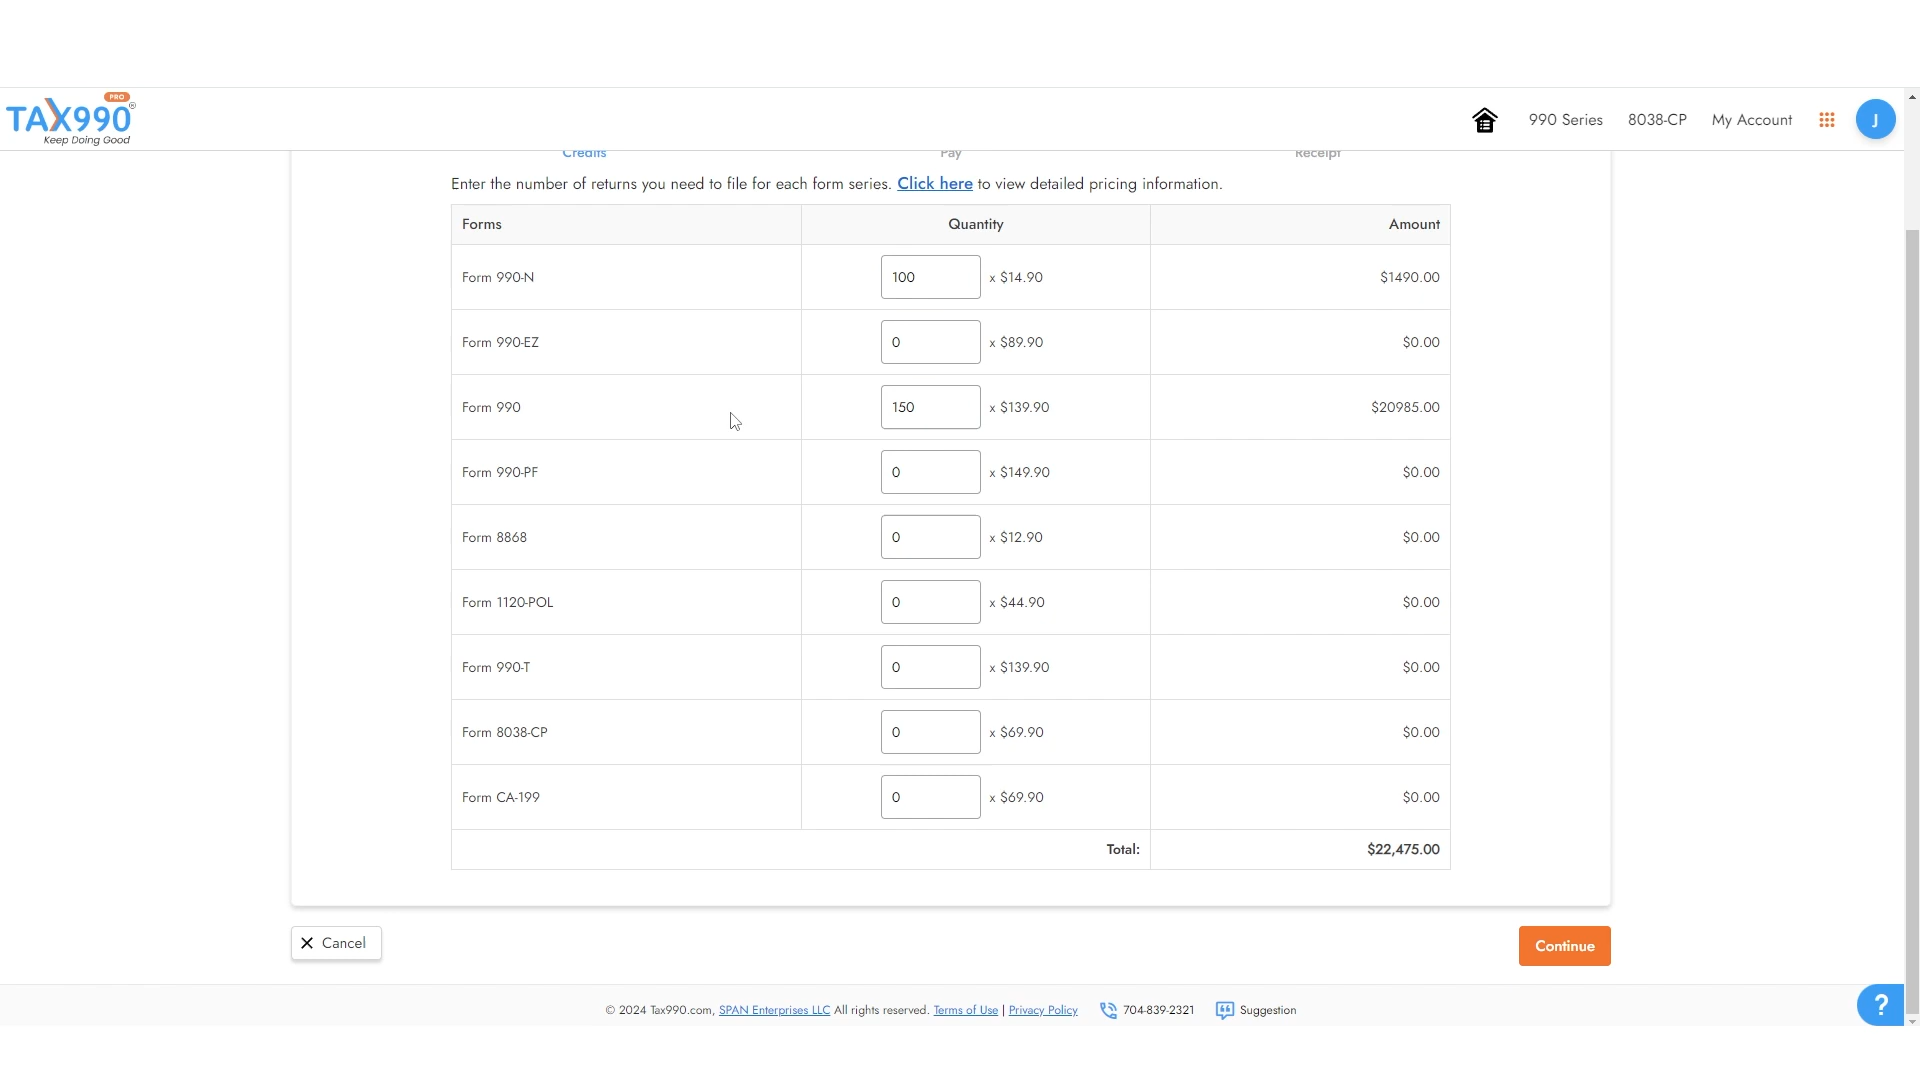 PRO
TAX990®
Keep Doing Good
990 Series 8038-CP My Account J
Credits Pay Receipt
Enter the number of returns you need to file for each form series. Click here to view detailed pricing information.
Forms Quantity Amount
Form 990-N 100 x $14.90 $1490.00
Form 990-EZ 0 x $89.90 $0.00
Form 990 150 x $139.90 $20985.00
Form 990-PF 0 x $149.90 $0.00
Form 8868 0 x $12.90 $0.00
Form 1120-POL 0 x $44.90 $0.00
Form 990-T 0 x $139.90 $0.00
Form 8038-CP 0 x $69.90 $0.00
Form CA-199 0 x $69.90 $0.00
Total: $22,475.00
Cancel Continue
© 2024 Tax990.com, SPAN Enterprises LLC All rights reserved. Terms of Use | Privacy Policy 704-839-2321 Suggestion ?